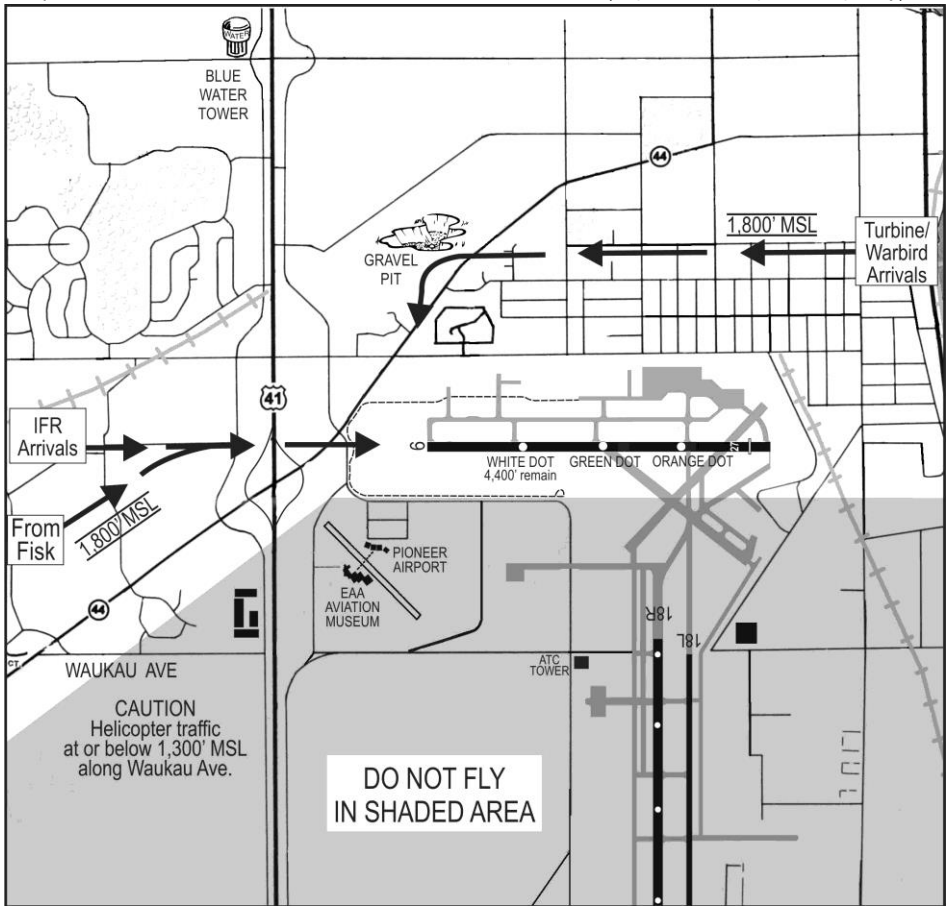 WATER
BLUE
WATER
TOWER
44
1,800' MSL
Turbine/
Warbird
Arrivals
GRAVEL
PIT
41
IFR
Arrivals
9
27
WHITE DOT
4,400' remain
GREEN DOT
ORANGE DOT
From
Fisk
1,800' MSL
PIONEER
AIRPORT
EAA
AVIATION
MUSEUM
18R
18L
44
CT.
WAUKAU AVE
ATC
TOWER
CAUTION
Helicopter traffic
at or below 1,300' MSL
along Waukau Ave.
DO NOT FLY
IN SHADED AREA